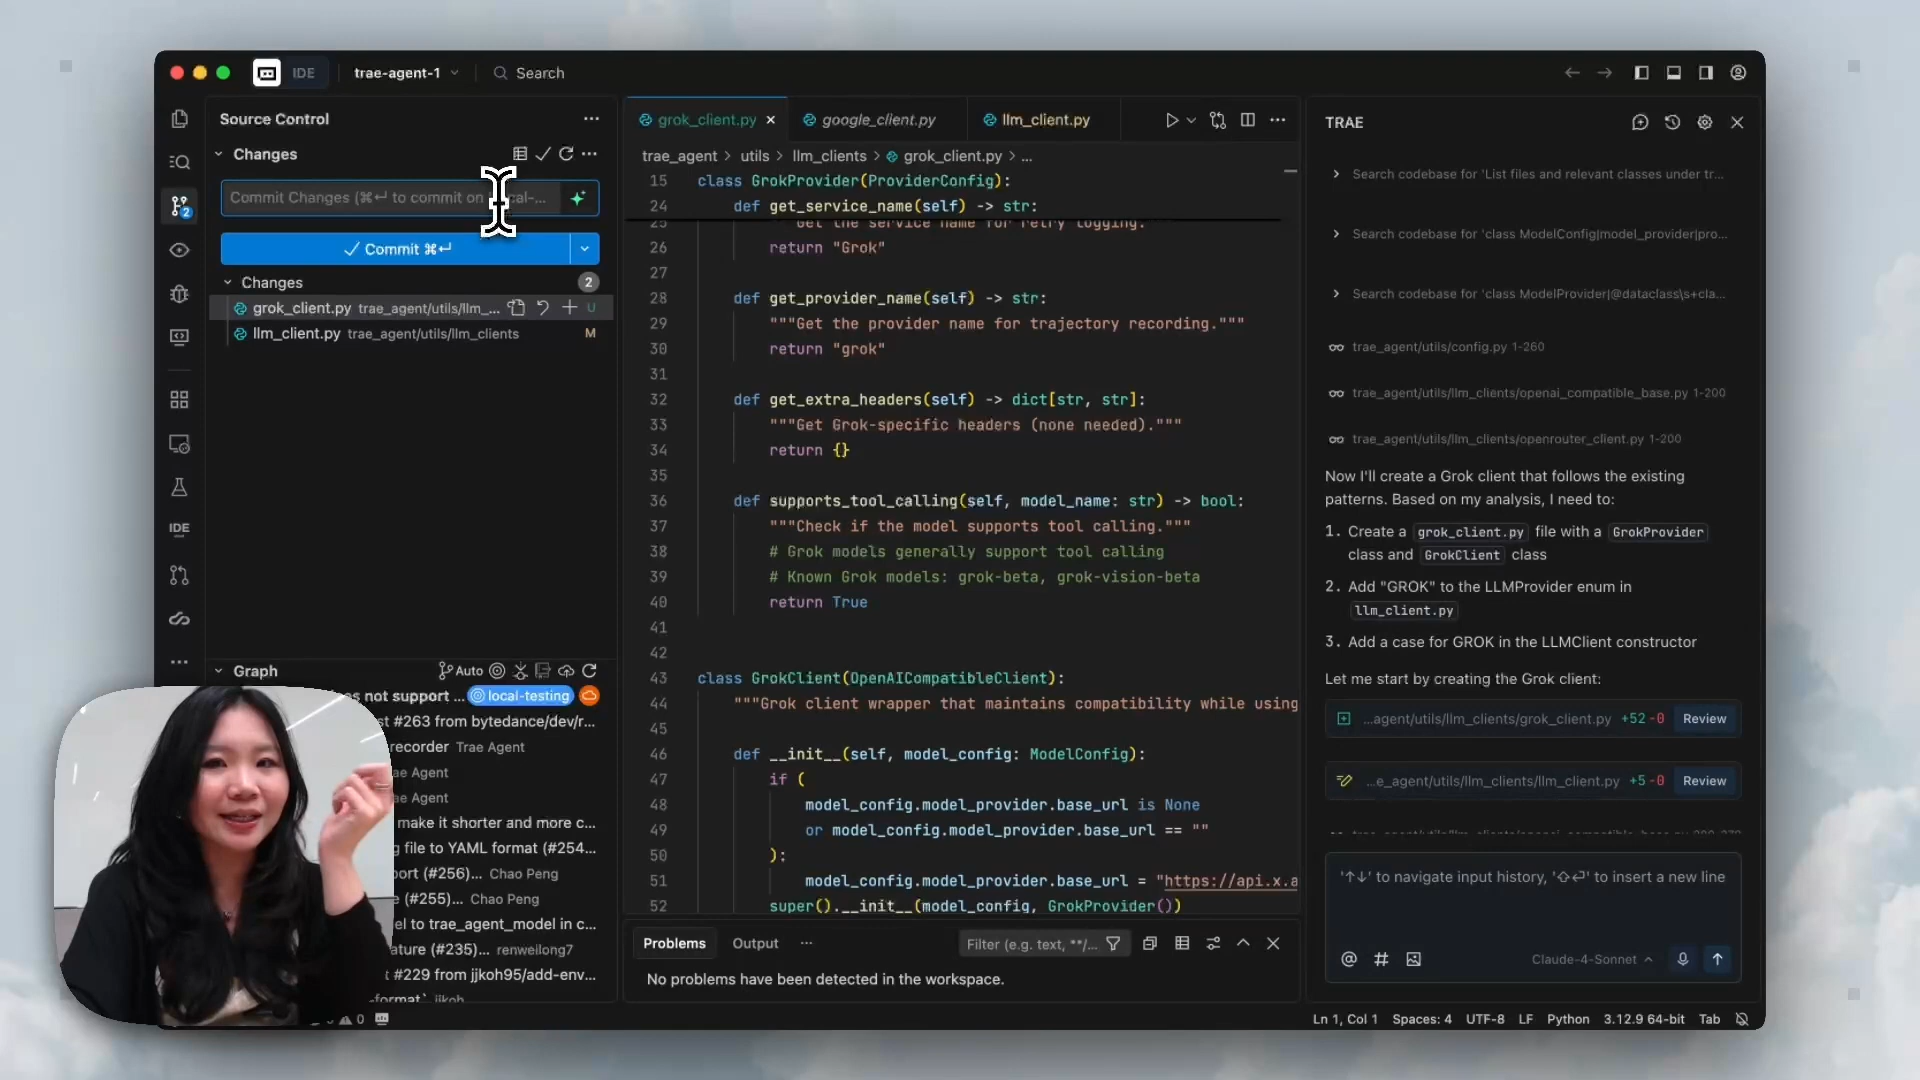 IDE
trae-agent-1
Search
Source Control
Changes
Commit Changes (⌘↵ to commit on
Commit ⌘↵
Changes
2
grok_client.py trae_agent/utils/llm_... U
llm_client.py trae_agent/utils/llm_clients M
2
IDE
Graph
Auto
not support ... local-testing
#263 from bytedance/dev/r...
recorder Trae Agent
Agent
Agent
make it shorter and more c...
file to YAML format (#254...
(#256)... Chao Peng
(#255)... Chao Peng
to trae_agent_model in c...
(#235)... renweilong7
#229 from jjkoh95/add-env...
0
grok_client.py
google_client.py
llm_client.py
trae_agent > utils > llm_clients > grok_client.py > ...
15 class GrokProvider(ProviderConfig):
24 def get_service_name(self) -> str:
25 Get the service name for retry logging.
26 return "Grok"
27
28 def get_provider_name(self) -> str:
29 """Get the provider name for trajectory recording."""
30 return "grok"
31
32 def get_extra_headers(self) -> dict[str, str]:
33 """Get Grok-specific headers (none needed)."""
34 return {}
35
36 def supports_tool_calling(self, model_name: str) -> bool:
37 """Check if the model supports tool calling."""
38 # Grok models generally support tool calling
39 # Known Grok models: grok-beta, grok-vision-beta
40 return True
41
42
43 class GrokClient(OpenAICompatibleClient):
44 """Grok client wrapper that maintains compatibility while using
45
46 def __init__(self, model_config: ModelConfig):
47 if (
48 model_config.model_provider.base_url is None
49 or model_config.model_provider.base_url == ""
50 ):
51 model_config.model_provider.base_url = "https://api.x.a
52 super().__init__(model_config, GrokProvider())
Problems
Output
Filter (e.g. text, **/...
No problems have been detected in the workspace.
TRAE
Search codebase for 'List files and relevant classes under tr...
Search codebase for 'class ModelConfig|model_provider|pro...
Search codebase for 'class ModelProvider|@dataclass\s+cla...
trae_agent/utils/config.py 1-260
trae_agent/utils/llm_clients/openai_compatible_base.py 1-200
trae_agent/utils/llm_clients/openrouter_client.py 1-200
Now I'll create a Grok client that follows the existing
patterns. Based on my analysis, I need to:
1. Create a grok_client.py file with a GrokProvider
class and GrokClient class
2. Add "GROK" to the LLMProvider enum in
llm_client.py
3. Add a case for GROK in the LLMClient constructor
Let me start by creating the Grok client:
...agent/utils/llm_clients/grok_client.py +52 -0 Review
...e_agent/utils/llm_clients/llm_client.py +5 -0 Review
'↑↓' to navigate input history, '⇧⏎' to insert a new line
@ # Claude-4-Sonnet
Ln 1, Col 1 Spaces: 4 UTF-8 LF Python 3.12.9 64-bit Tab